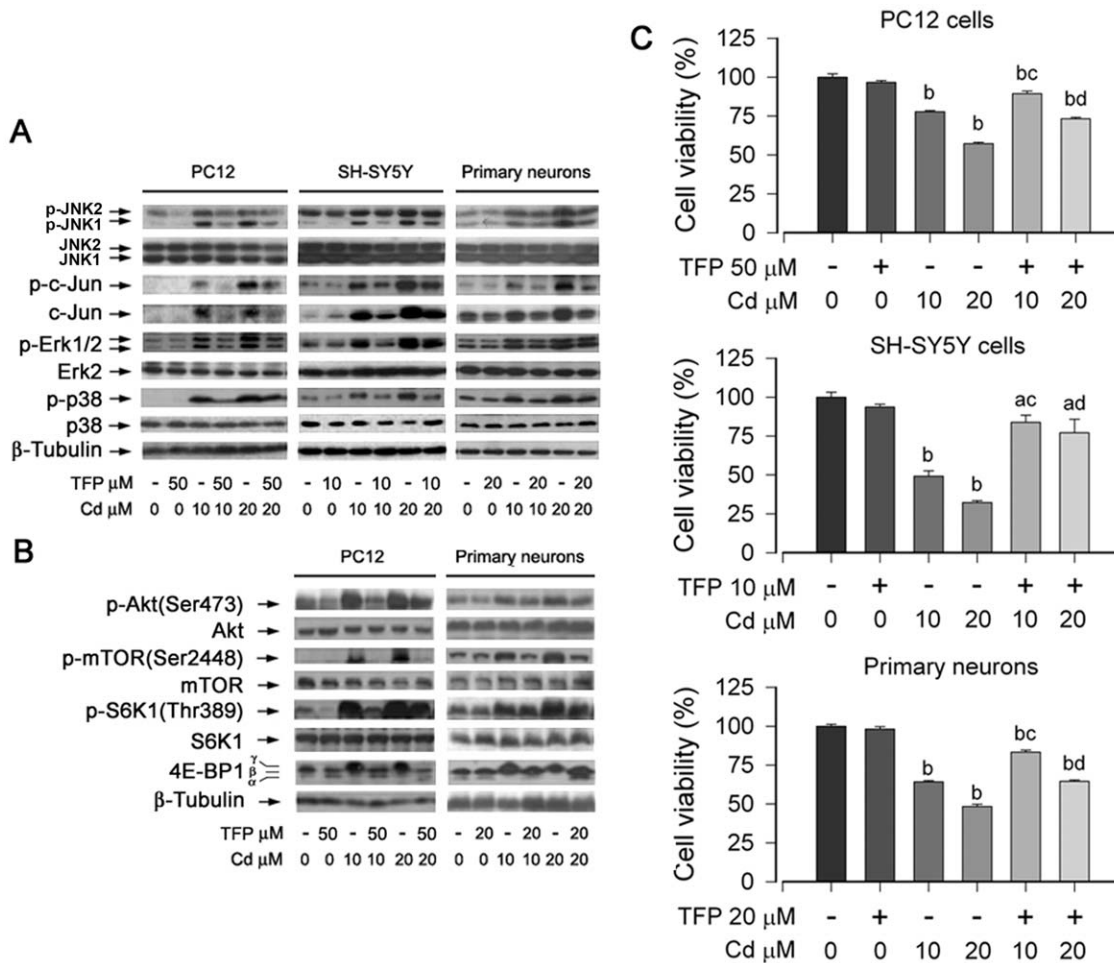 A
PC12 SH-SY5Y Primary neurons
p-JNK2
p-JNK1
JNK2
JNK1
p-c-Jun
c-Jun
p-Erk1/2
Erk2
p-p38
p38
β-Tubulin
TFP μM - 50 - 50 - 50 - 10 - 10 - 10 - 20 - 20 - 20
Cd μM 0 0 10 10 20 20 0 0 10 10 20 20 0 0 10 10 20 20
B
PC12 Primary neurons
p-Akt(Ser473)
Akt
p-mTOR(Ser2448)
mTOR
p-S6K1(Thr389)
S6K1
4E-BP1 γ β α
β-Tubulin
TFP μM - 50 - 50 - 50 - 20 - 20 - 20
Cd μM 0 0 10 10 20 20 0 0 10 10 20 20
C
PC12 cells
Cell viability (%)
125
100
75
50
25
0
b b bc bd
TFP 50 μM - + - - + +
Cd μM 0 0 10 20 10 20
SH-SY5Y cells
Cell viability (%)
125
100
75
50
25
0
b b ac ad
TFP 10 μM - + - - + +
Cd μM 0 0 10 20 10 20
Primary neurons
Cell viability (%)
125
100
75
50
25
0
b b bc bd
TFP 20 μM - + - - + +
Cd μM 0 0 10 20 10 20